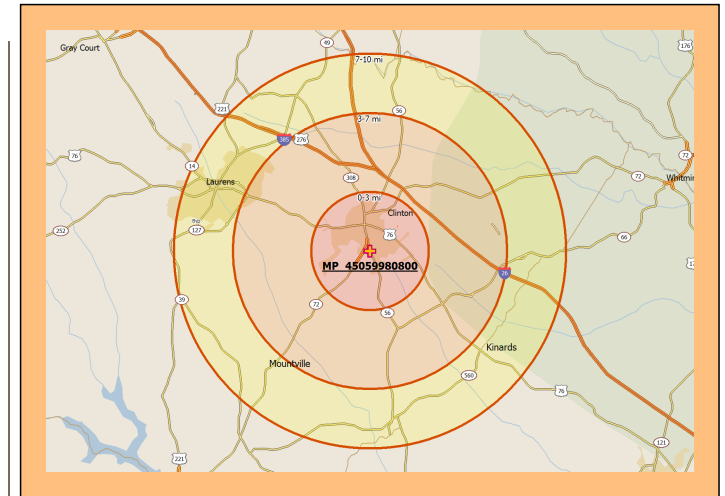 49
176
Gray Court
7-10 mi
221
56
3-7 mi
385
276
76
72
14
308
72
Laurens
Whitmir
0-3 mi
Clinton
127
76
252
66
MP 45059980800
26
39
72
56
Kinards
Mountville
560
76
121
221